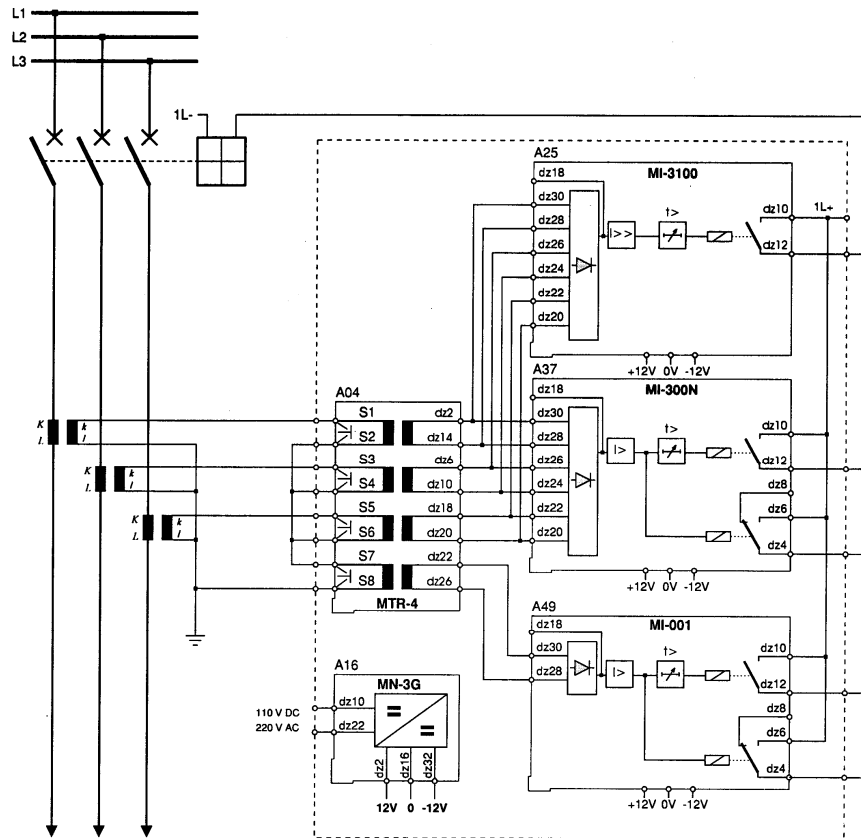 L1
L2
L3
1L-
A25
MI-3100
dz18
dz30
dz28
dz26
dz24
dz22
dz20
I>>
t>
dz10
dz12
1L+
+12V 0V -12V
A37
MI-300N
dz18
dz30
dz28
dz26
dz24
dz22
dz20
I>
t>
dz10
dz12
dz8
dz6
dz4
+12V 0V -12V
A04
S1 dz2
S2 dz14
S3 dz6
S4 dz10
S5 dz18
S6 dz20
S7 dz22
S8 dz26
MTR-4
K k
L l
K k
L l
K k
L l
A49
MI-001
dz18
dz30
dz28
I>
t>
dz10
dz12
dz8
dz6
dz4
+12V 0V -12V
A16
MN-3G
110 V DC dz10
220 V AC dz22
dz2 dz16 dz32
12V 0 -12V